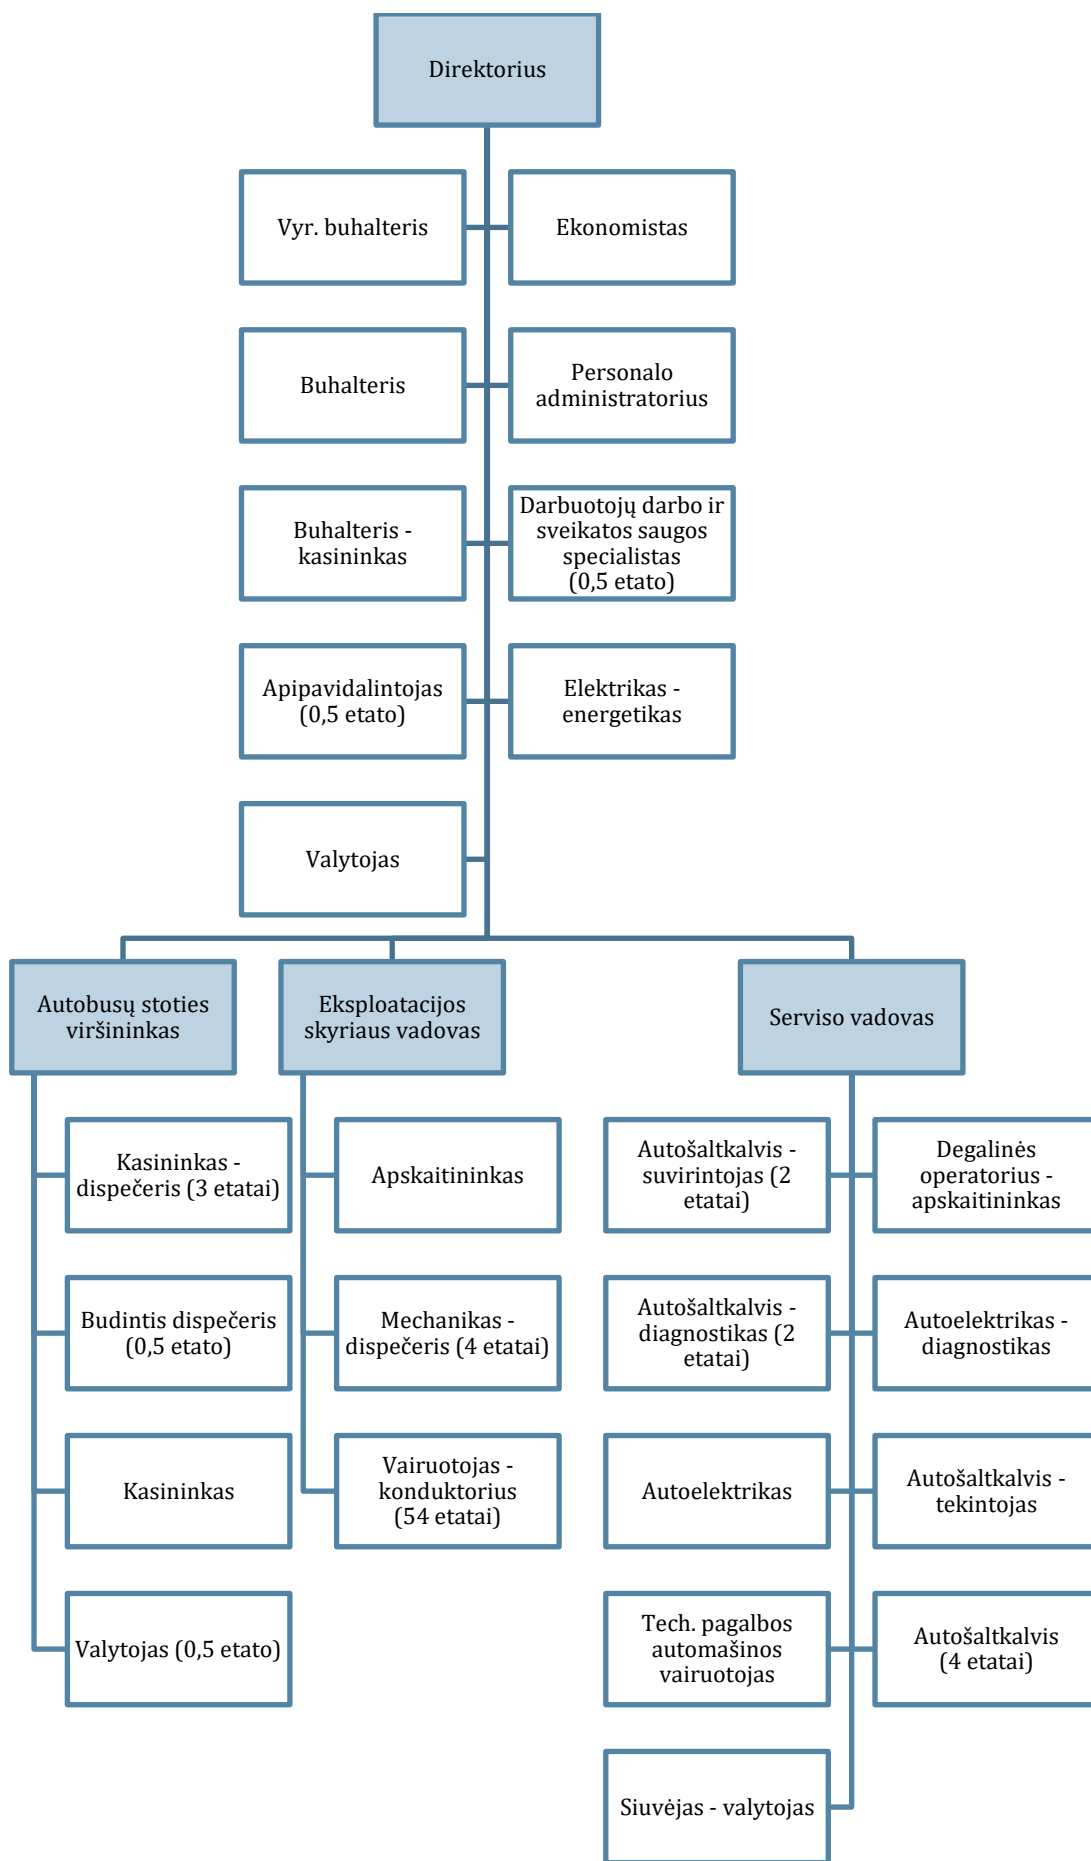 Direktorius
Vyr. buhalteris
Ekonomistas
Buhalteris
Personalo
administratorius
Buhalteris -
kasininkas
Darbuotojų darbo ir
sveikatos saugos
specialistas
(0,5 etato)
Apipavidalintojas
(0,5 etato)
Elektrikas -
energetikas
Valytojas
Autobusų stoties
viršininkas
Eksploatacijos
skyriaus vadovas
Serviso vadovas
Kasininkas -
dispečeris (3 etatai)
Budintis dispečeris
(0,5 etato)
Kasininkas
Valytojas (0,5 etato)
Apskaitininkas
Mechanikas -
dispečeris (4 etatai)
Vairuotojas -
konduktorius
(54 etatai)
Autošaltkalvis -
suvirintojas (2
etatai)
Degalinės
operatorius -
apskaitininkas
Autošaltkalvis -
diagnostikas (2
etatai)
Autoelektrikas -
diagnostikas
Autoelektrikas
Autošaltkalvis -
tekintojas
Tech. pagalbos
automašinos
vairuotojas
Autošaltkalvis
(4 etatai)
Siuvėjas - valytojas